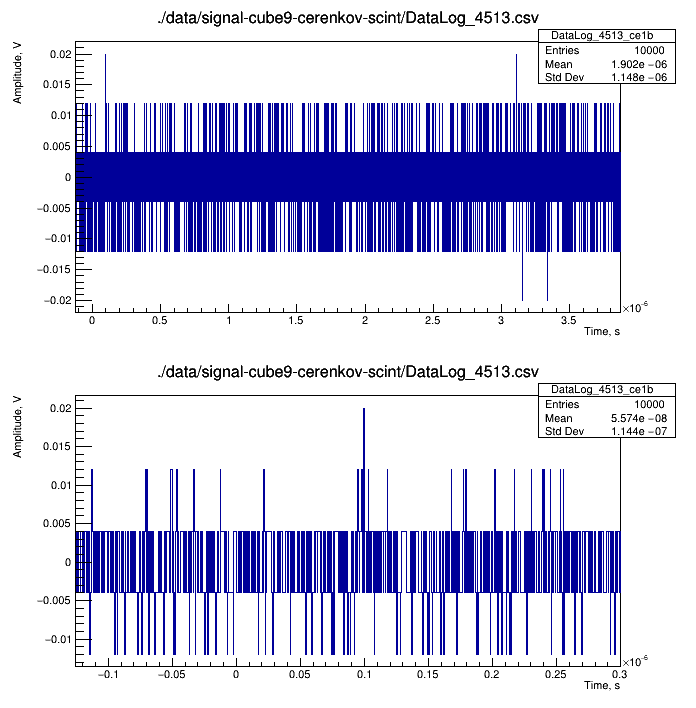 ./data/signal-cube9-cerenkov-scint/DataLog_4513.csv
DataLog_4513_ce1b
Entries 10000
Mean 1.902e −06
Std Dev 1.148e −06
Amplitude, V
0.02
0.015
0.01
0.005
0
−0.005
−0.01
−0.015
−0.02
0 0.5 1 1.5 2 2.5 3 3.5
×10⁻⁶
Time, s
./data/signal-cube9-cerenkov-scint/DataLog_4513.csv
DataLog_4513_ce1b
Entries 10000
Mean 5.574e −08
Std Dev 1.144e −07
Amplitude, V
0.02
0.015
0.01
0.005
0
−0.005
−0.01
−0.1 −0.05 0 0.05 0.1 0.15 0.2 0.25 0.3
×10⁻⁶
Time, s